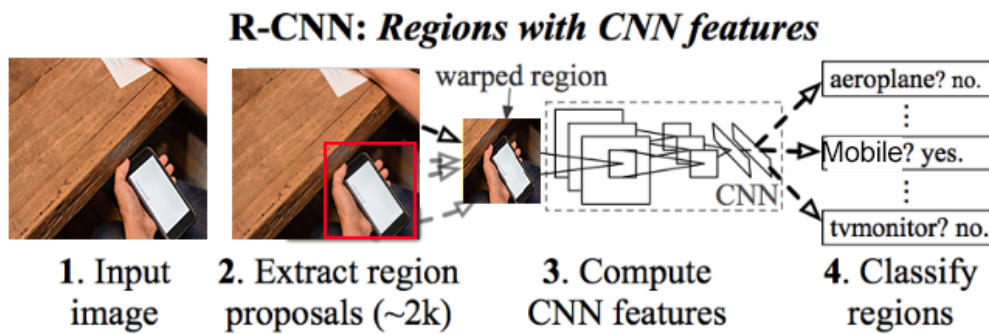 R-CNN: Regions with CNN features
warped region
aeroplane? no.
⋮
Mobile? yes.
⋮
tvmonitor? no.
CNN
1. Input
image
2. Extract region
proposals (~2k)
3. Compute
CNN features
4. Classify
regions